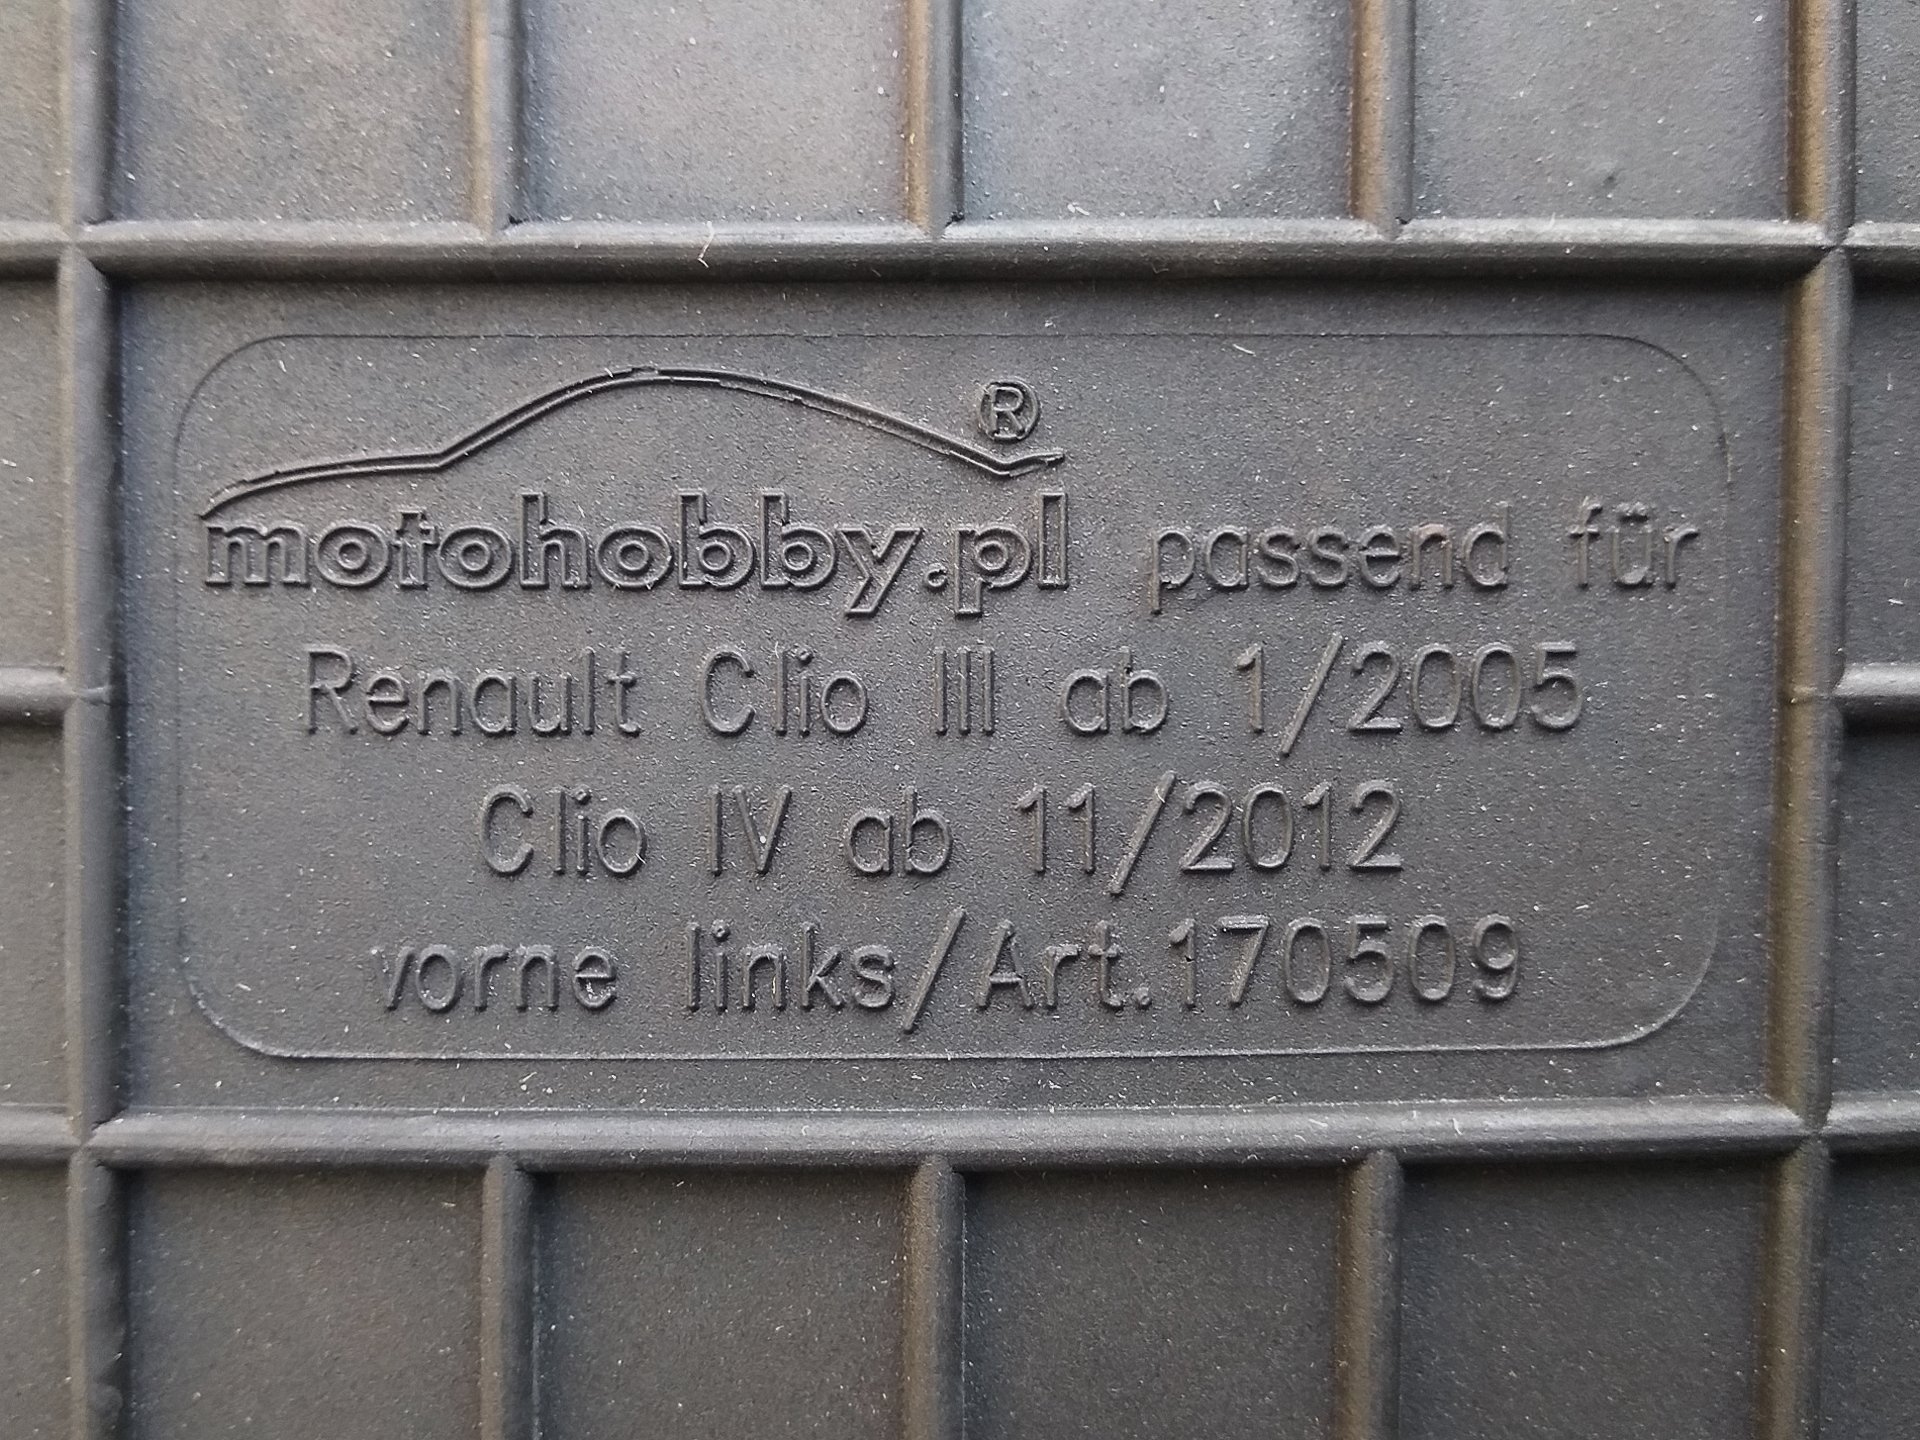 motohobby.pl® passend für
Renault Clio III ab 1/2005
Clio IV ab 11/2012
vorne links/Art.170509